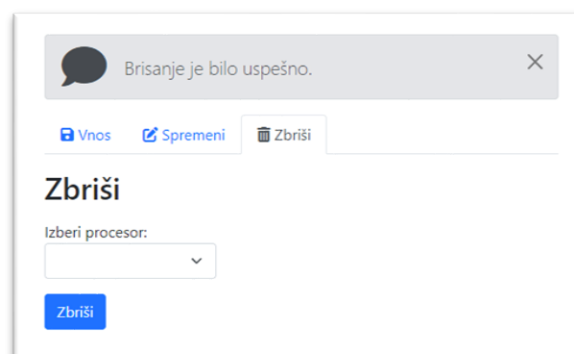 Brisanje je bilo uspešno.
Vnos Spremeni Zbriši
Zbriši
Izberi procesor:
Zbriši